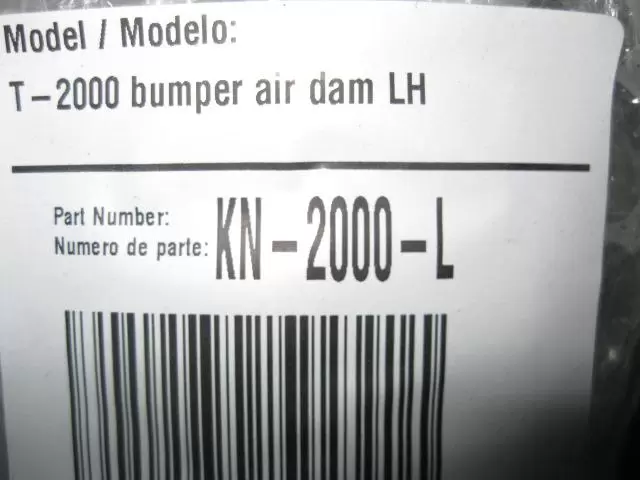 Model / Modelo:
T-2000 bumper air dam LH
Part Number:
Numero de parte: KN-2000-L